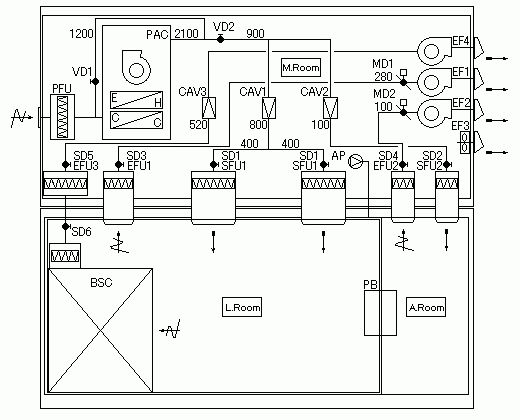 VD2
1200
PAC
2100
900
EF4
M.Room
MD1
EF1
VD1
280
PFU
CAV3
CAV1
CAV2
MD2
EF2
E
H
100
C
C
520
800
100
EF3
400
400
SD5
EFU3
SD3
EFU1
SD1
SFU1
SD1
SFU1
AP
SD4
EFU2
SD2
SFU2
SD6
BSC
PB
L.Room
A.Room